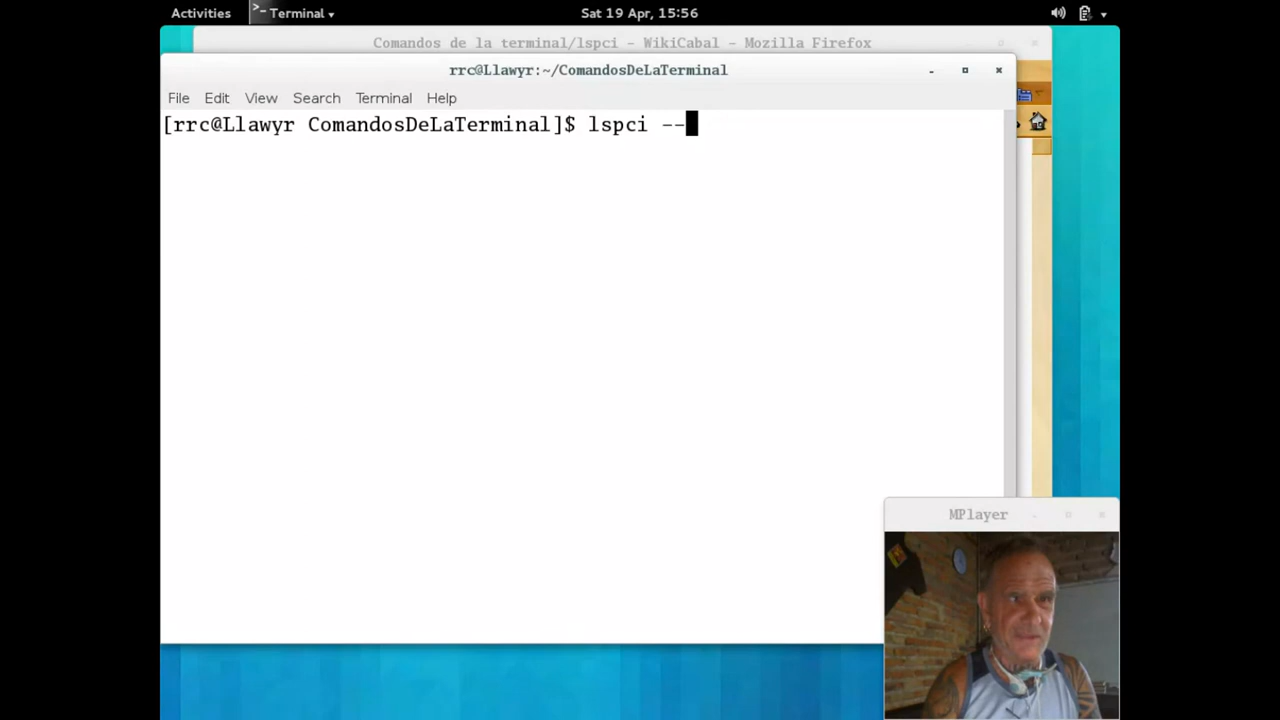 Activities
Terminal
Sat 19 Apr, 15:56
Comandos de la terminal/lspci - WikiCabal - Mozilla Firefox
rrc@Llawyr:~/ComandosDeLaTerminal
File Edit View Search Terminal Help
[rrc@Llawyr ComandosDeLaTerminal]$ lspci --
MPlayer